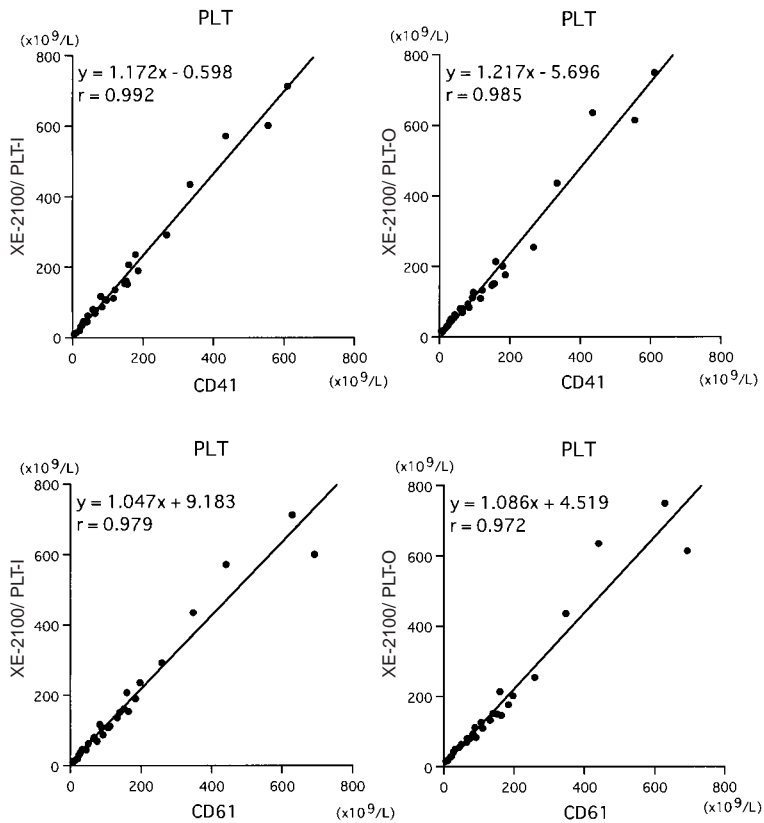 PLT
(x10⁹/L)
800
y = 1.172x - 0.598
r = 0.992
600
XE-2100/ PLT-I
400
200
0
0 200 400 600 800
CD41 (x10⁹/L)
PLT
(x10⁹/L)
800
y = 1.217x - 5.696
r = 0.985
600
XE-2100/ PLT-O
400
200
0
0 200 400 600 800
CD41 (x10⁹/L)
PLT
(x10⁹/L)
800
y = 1.047x + 9.183
r = 0.979
600
XE-2100/ PLT-I
400
200
0
0 200 400 600 800
CD61 (x10⁹/L)
PLT
(x10⁹/L)
800
y = 1.086x + 4.519
r = 0.972
600
XE-2100/ PLT-O
400
200
0
0 200 400 600 800
CD61 (x10⁹/L)